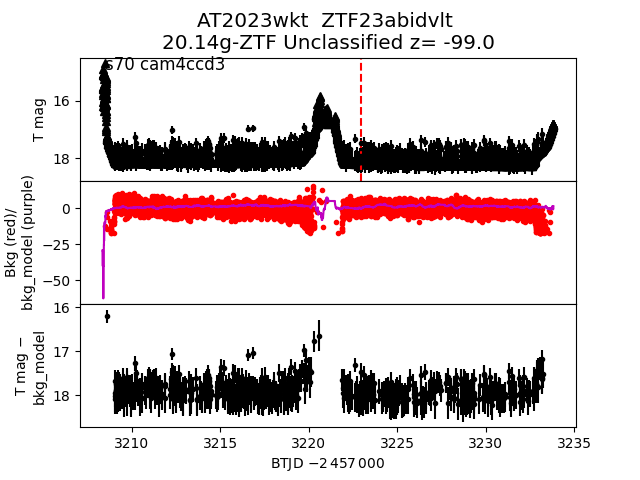 AT2023wkt  ZTF23abidvlt
20.14g-ZTF Unclassified z= -99.0
s70 cam4ccd3
T mag
16
18
Bkg (red)/
bkg_model (purple)
0
−25
−50
T mag −
bkg_model
16
17
18
3210
3215
3220
3225
3230
3235
BTJD −2 457 000